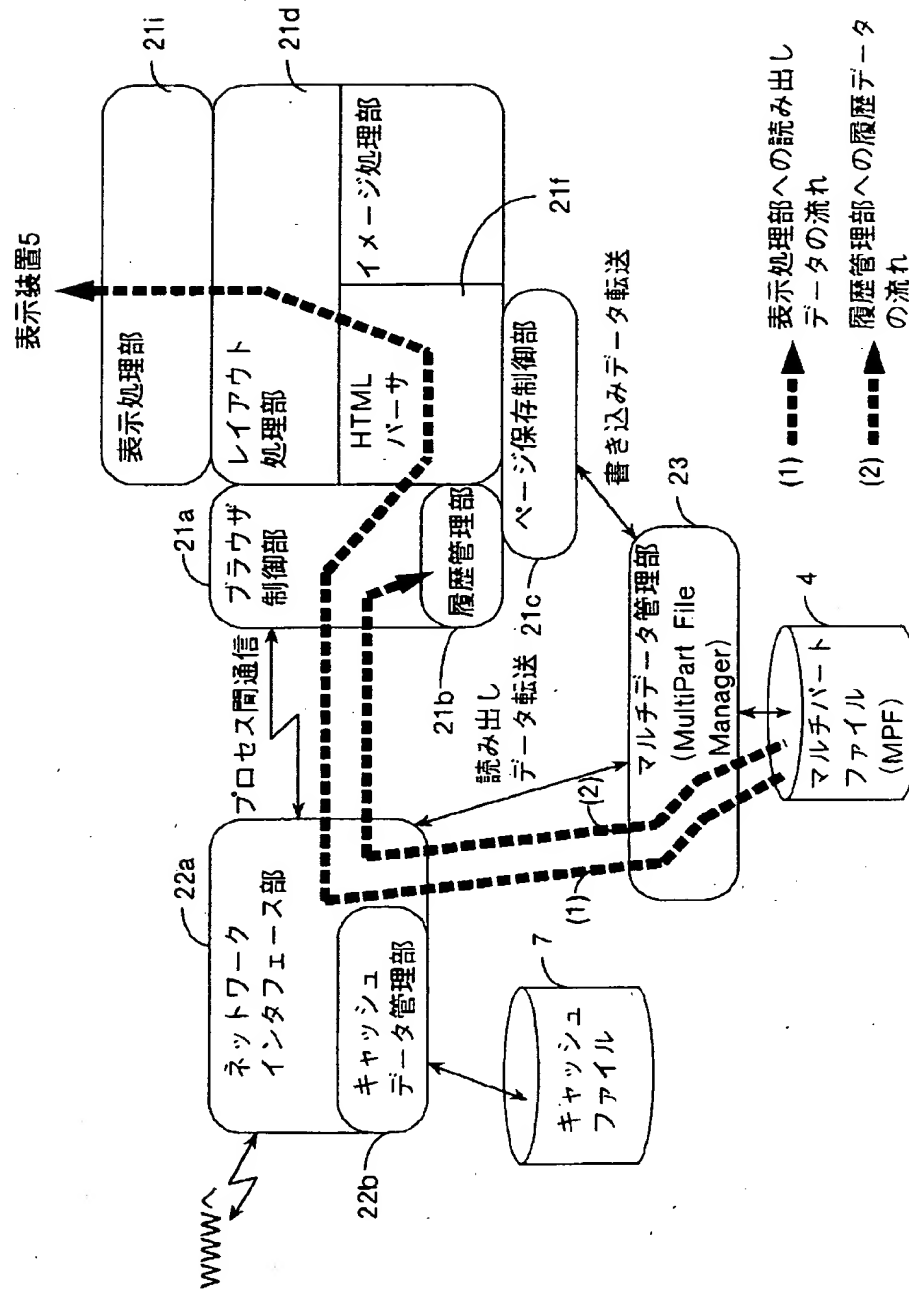 表示装置5
21i
21d
表示処理部
レイアウト
処理部
HTML
パーサ
イメージ処理部
21f
21a
ブラウザ
制御部
履歴管理部
21b
ページ保存制御部
21c
プロセス間通信
読み出し
データ転送
書き込みデータ転送
22a
ネットワーク
インタフェース部
キャッシュ
データ管理部
22b
WWWへ
7
キャッシュ
ファイル
23
マルチデータ管理部
(MultiPart File
Manager)
4
マルチパート
ファイル
(MPF)
(1)
(2)
(1) 表示処理部への読み出し
データの流れ
(2) 履歴管理部への履歴データ
の流れ